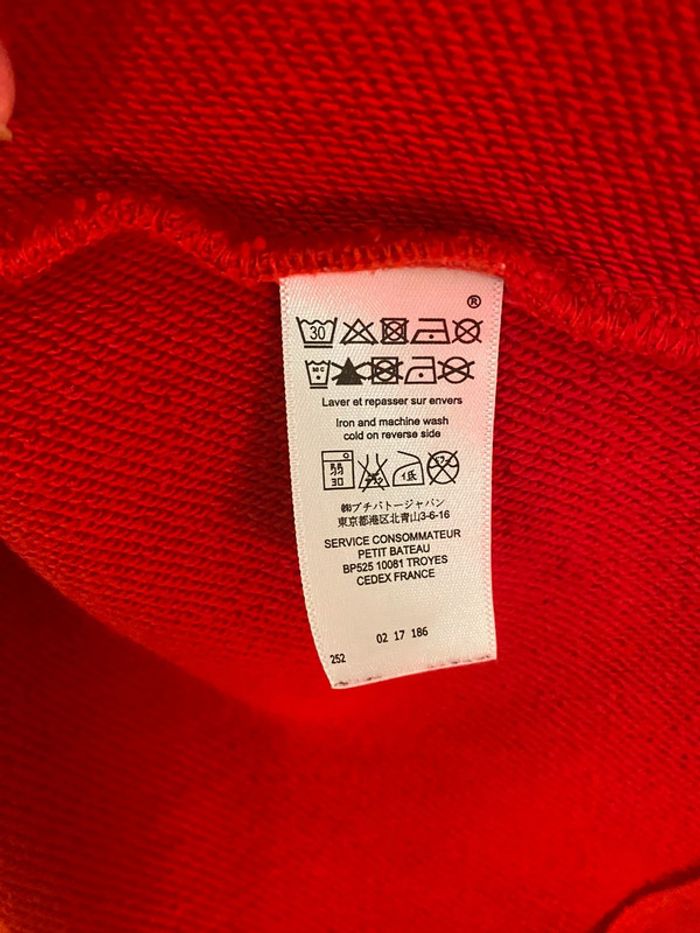 ®
30
MC
Laver et repasser sur envers
Iron and machine wash
cold on reverse side
弱
30
低
㈱プチバトージャパン
東京都港区北青山3-6-16
SERVICE CONSOMMATEUR
PETIT BATEAU
BP525 10081 TROYES
CEDEX FRANCE
02 17 186
252